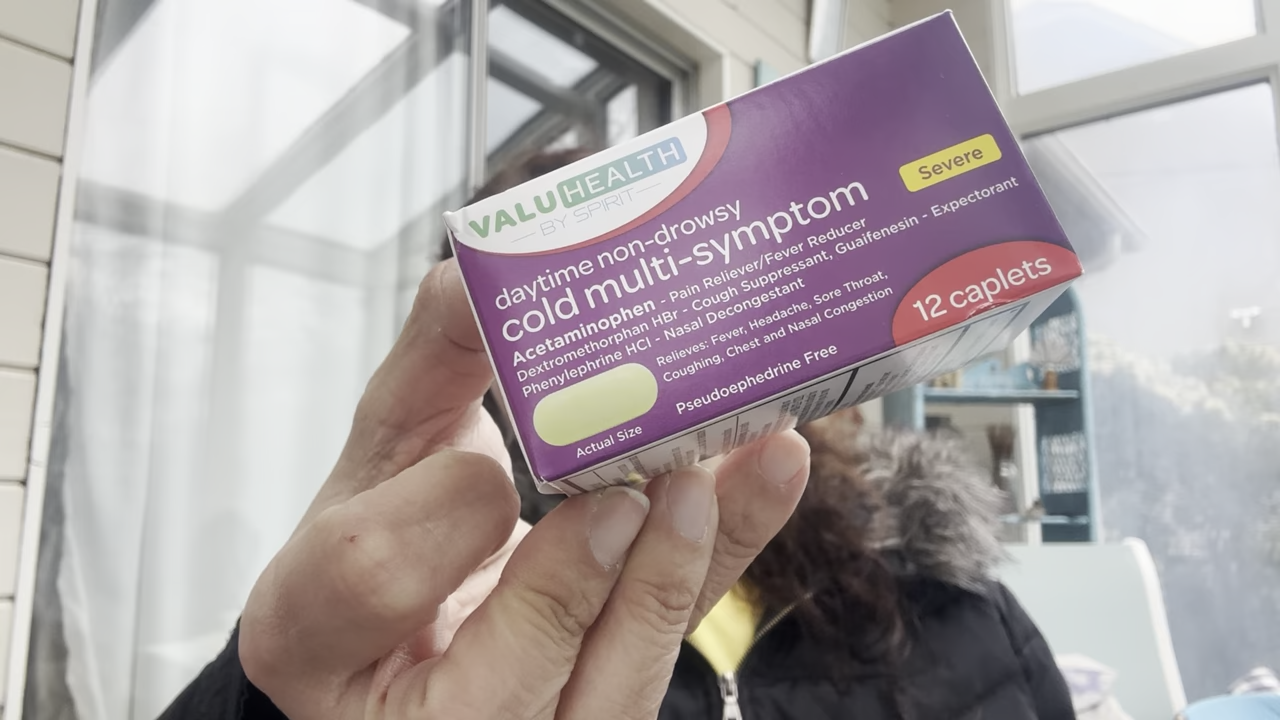 VALUHEALTH
BY SPIRIT
Severe
daytime non-drowsy
cold multi-symptom
Acetaminophen - Pain Reliever/Fever Reducer
Dextromethorphan HBr - Cough Suppressant, Guaifenesin - Expectorant
Phenylephrine HCl - Nasal Decongestant
Relieves: Fever, Headache, Sore Throat,
Coughing, Chest and Nasal Congestion
12 caplets
Pseudoephedrine Free
Actual Size